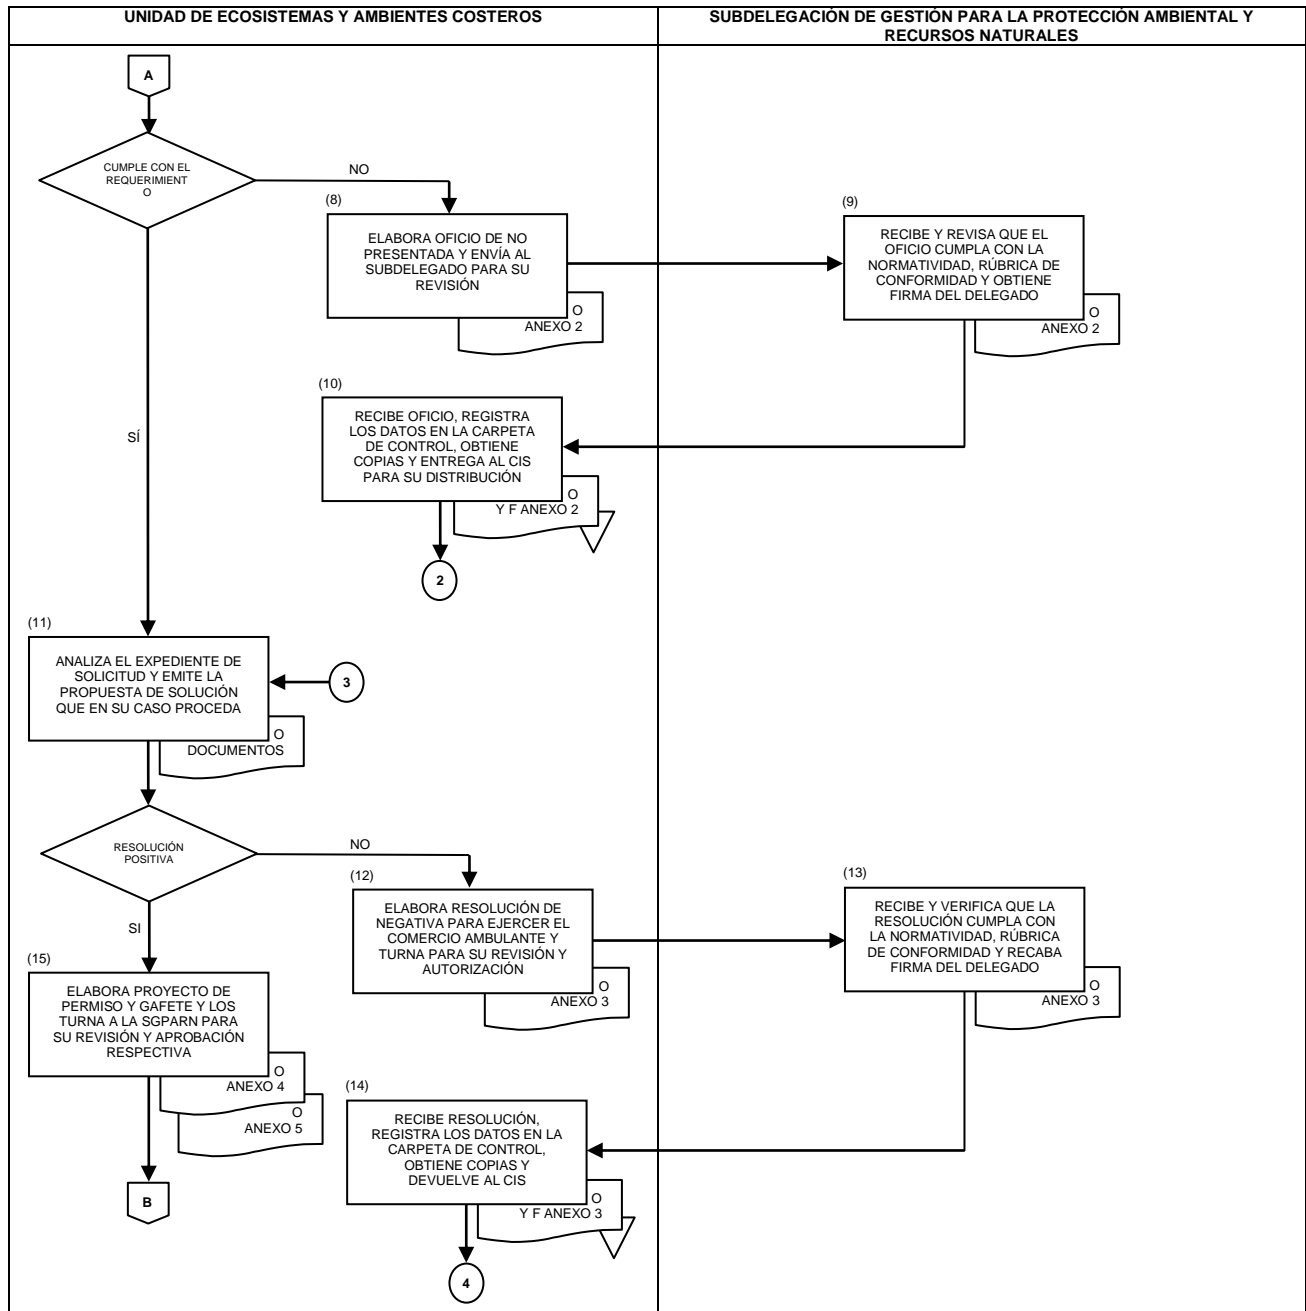 UNIDAD DE ECOSISTEMAS Y AMBIENTES COSTEROS
SUBDELEGACIÓN DE GESTIÓN PARA LA PROTECCIÓN AMBIENTAL Y
RECURSOS NATURALES
A
CUMPLE CON EL
REQUERIMIENT
O
NO
(8)
ELABORA OFICIO DE NO
PRESENTADA Y ENVÍA AL
SUBDELEGADO PARA SU
REVISIÓN
O
ANEXO 2
(9)
RECIBE Y REVISA QUE EL
OFICIO CUMPLA CON LA
NORMATIVIDAD, RÚBRICA DE
CONFORMIDAD Y OBTIENE
FIRMA DEL DELEGADO
O
ANEXO 2
(10)
RECIBE OFICIO, REGISTRA
LOS DATOS EN LA CARPETA
DE CONTROL, OBTIENE
COPIAS Y ENTREGA AL CIS
PARA SU DISTRIBUCIÓN
O
Y F ANEXO 2
2
SÍ
(11)
ANALIZA EL EXPEDIENTE DE
SOLICITUD Y EMITE LA
PROPUESTA DE SOLUCIÓN
QUE EN SU CASO PROCEDA
O
DOCUMENTOS
3
RESOLUCIÓN
POSITIVA
NO
(12)
ELABORA RESOLUCIÓN DE
NEGATIVA PARA EJERCER EL
COMERCIO AMBULANTE Y
TURNA PARA SU REVISIÓN Y
AUTORIZACIÓN
O
ANEXO 3
(13)
RECIBE Y VERIFICA QUE LA
RESOLUCIÓN CUMPLA CON
LA NORMATIVIDAD, RÚBRICA
DE CONFORMIDAD Y RECABA
FIRMA DEL DELEGADO
O
ANEXO 3
SI
(15)
ELABORA PROYECTO DE
PERMISO Y GAFETE Y LOS
TURNA A LA SGPARN PARA
SU REVISIÓN Y APROBACIÓN
RESPECTIVA
O
ANEXO 4
O
ANEXO 5
B
(14)
RECIBE RESOLUCIÓN,
REGISTRA LOS DATOS EN LA
CARPETA DE CONTROL,
OBTIENE COPIAS Y
DEVUELVE AL CIS
O
Y F ANEXO 3
4